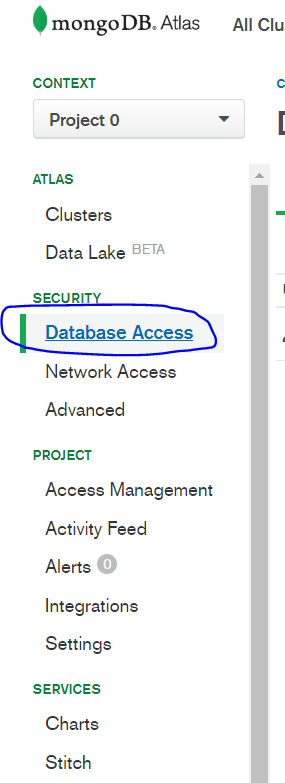 mongoDB. Atlas
All Clu
CONTEXT
C
Project 0
ATLAS
Clusters
Data Lake BETA
SECURITY
Database Access
Network Access
Advanced
PROJECT
Access Management
Activity Feed
Alerts 0
Integrations
Settings
SERVICES
Charts
Stitch